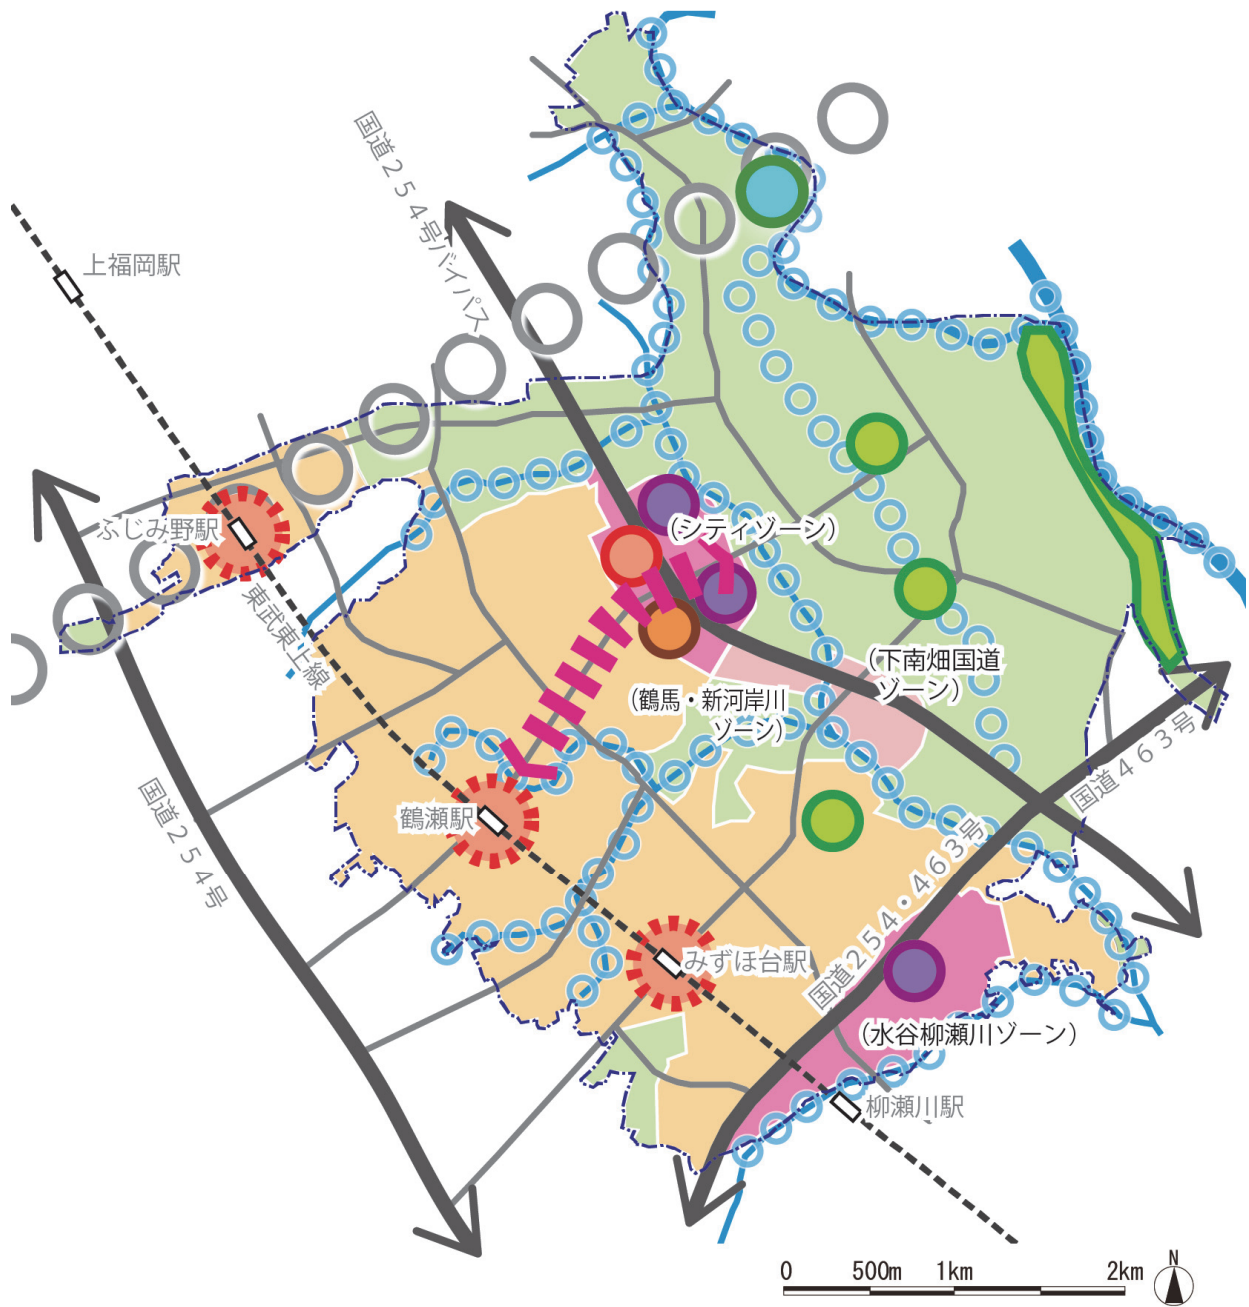 国道２５４号バイパス
上福岡駅
ふじみ野駅
(シティゾーン)
東武東上線
(下南畑国道
ゾーン)
(鶴馬・新河岸川
ゾーン)
国道４６３号
国道２５４号
鶴瀬駅
国道２５４・４６３号
みずほ台駅
(水谷柳瀬川ゾーン)
柳瀬川駅
0 500m 1km 2km
N